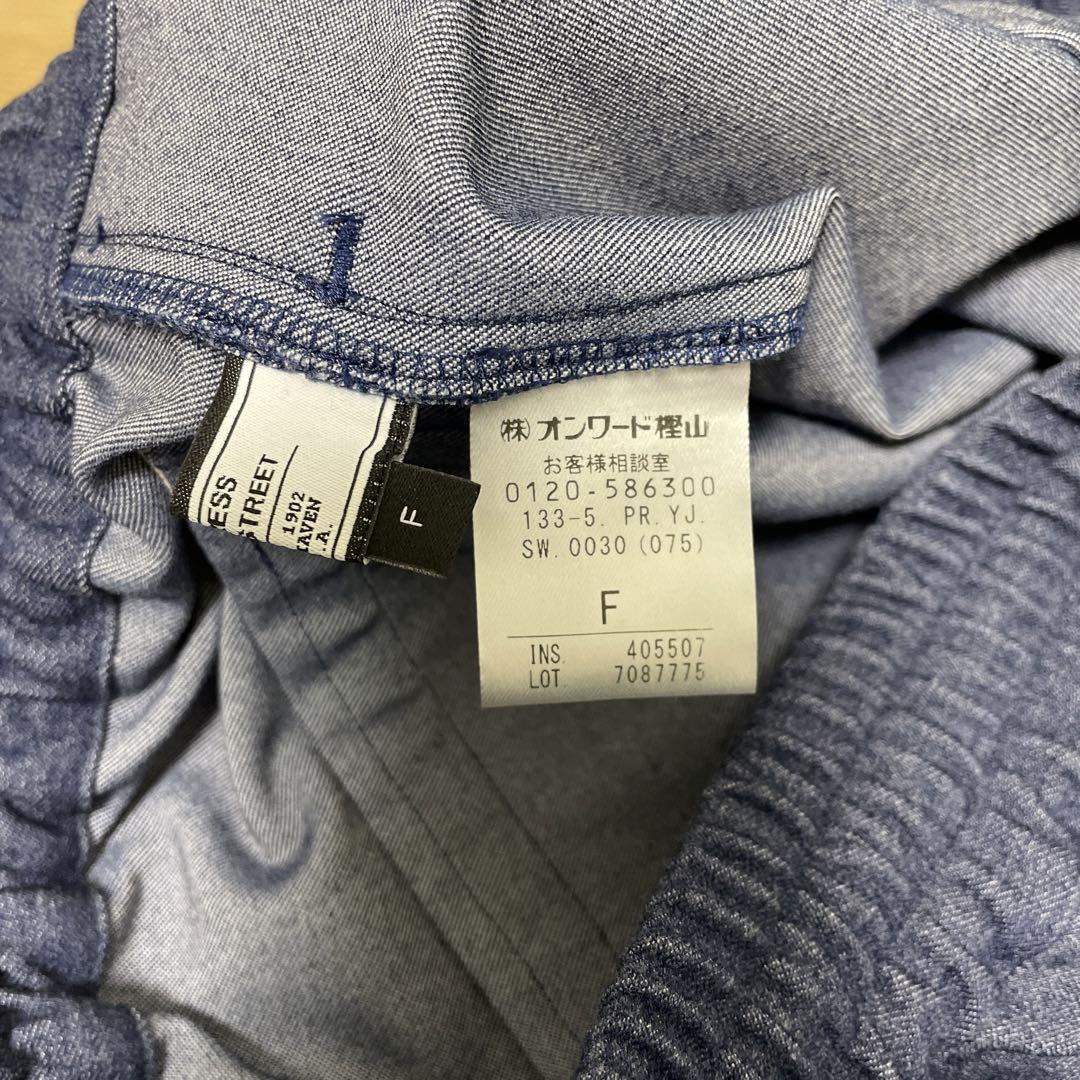 ESS
STREET
1902
HAVEN
.A.
F
(株)オンワード樫山
お客様相談室
0120-586300
133-5. PR. YJ.
SW. 0030 (075)
F
INS. 405507
LOT. 7087775